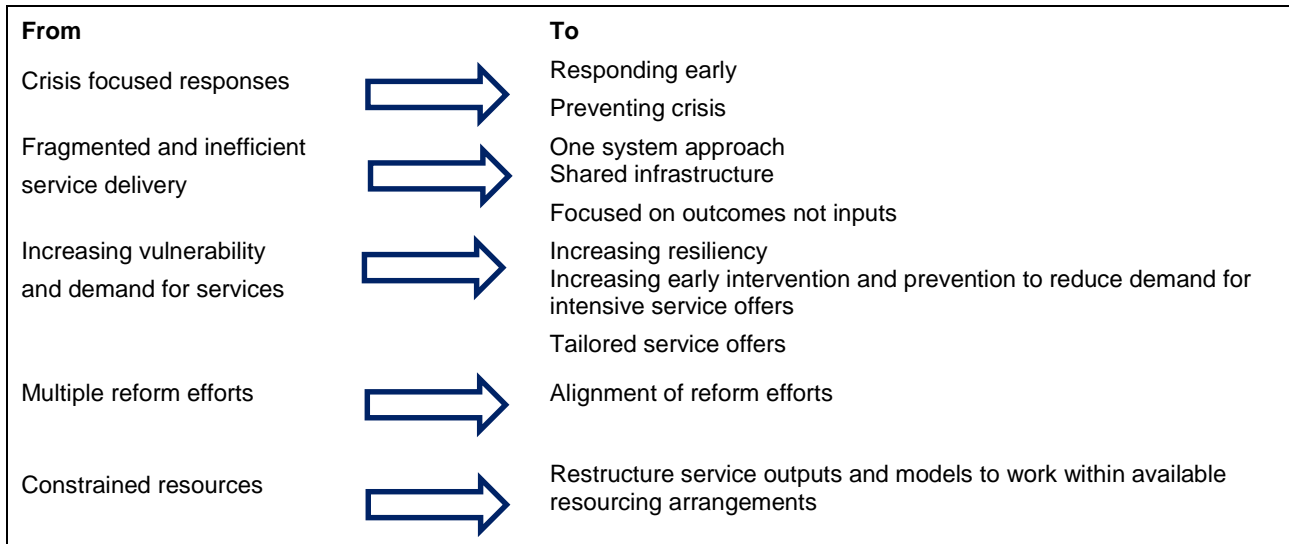 From
To
Crisis focused responses
Responding early
Preventing crisis
Fragmented and inefficient
service delivery
One system approach
Shared infrastructure
Focused on outcomes not inputs
Increasing vulnerability
and demand for services
Increasing resiliency
Increasing early intervention and prevention to reduce demand for
intensive service offers
Tailored service offers
Multiple reform efforts
Alignment of reform efforts
Constrained resources
Restructure service outputs and models to work within available
resourcing arrangements